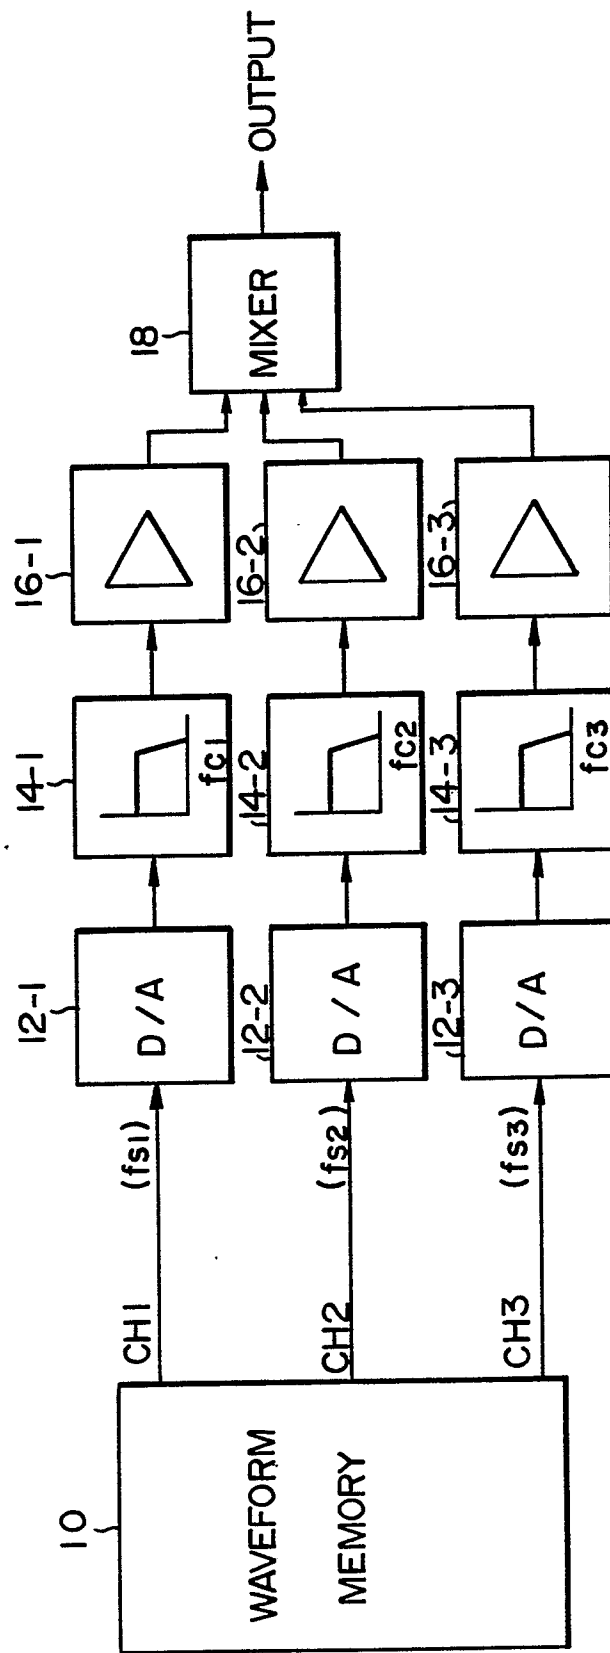 10
WAVEFORM
MEMORY
CH1
(fs1)
12-1
D/A
14-1
fc1
16-1
CH2
(fs2)
12-2
D/A
14-2
fc2
16-2
CH3
(fs3)
12-3
D/A
14-3
fc3
16-3
18
MIXER
OUTPUT